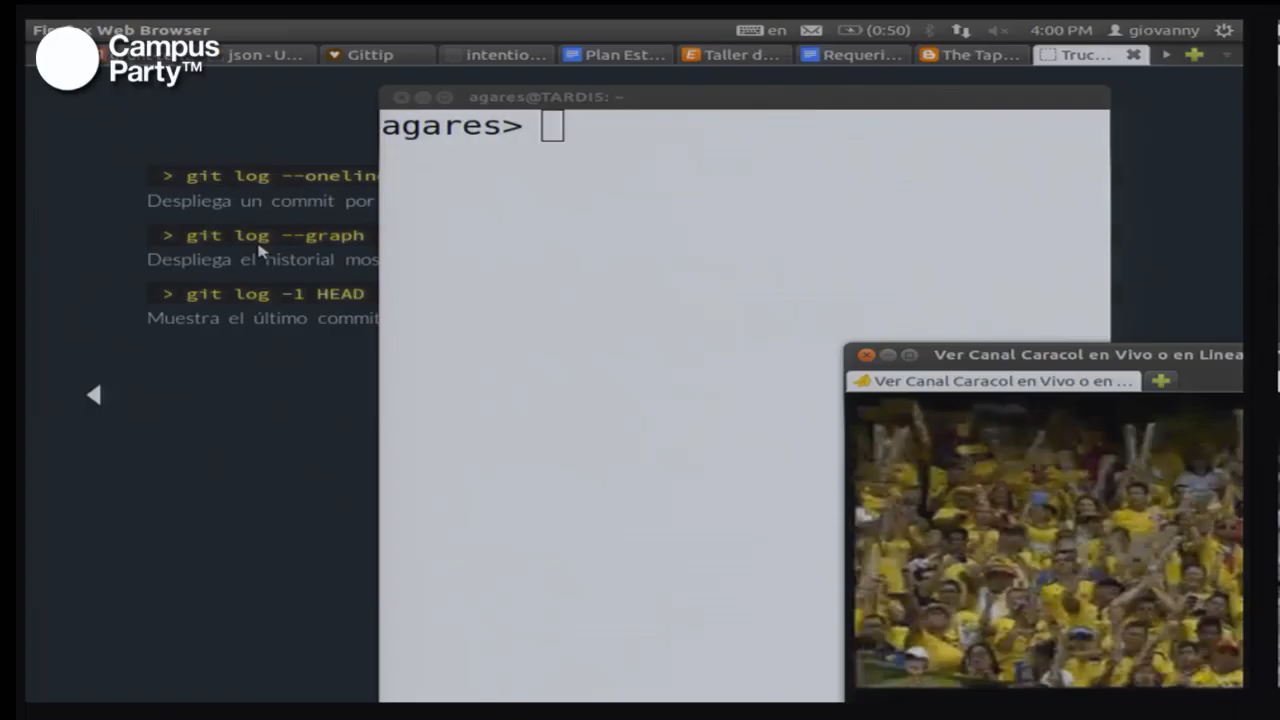 Firefox Web Browser
en
(0:50)
4:00 PM
giovanny
Campus
Party™
json - U...
Gittip
intentio...
Plan Est...
Taller d...
Requeri...
The Tap...
Truc...
agares@TARDIS: ~
agares>
> git log --oneline
Despliega un commit por
> git log --graph
Despliega el historial mos
> git log -1 HEAD
Muestra el último commit
Ver Canal Caracol en Vivo o en Linea
Ver Canal Caracol en Vivo o en ...